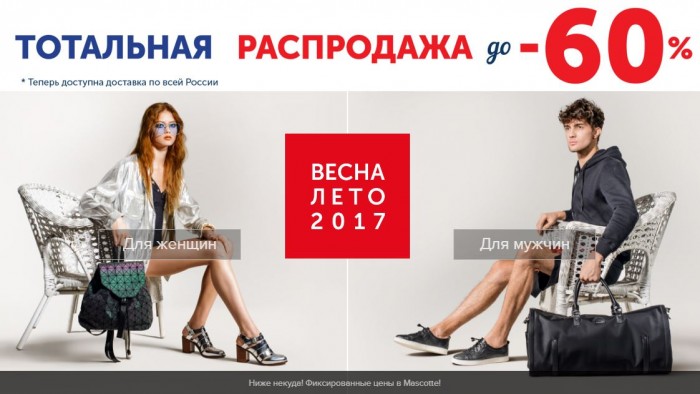 ТОТАЛЬНАЯ РАСПРОДАЖА до -60%
* Теперь доступна доставка по всей России
ВЕСНА
ЛЕТО
2017
Для женщин
Для мужчин
Ниже некуда! Фиксированные цены в Mascotte!